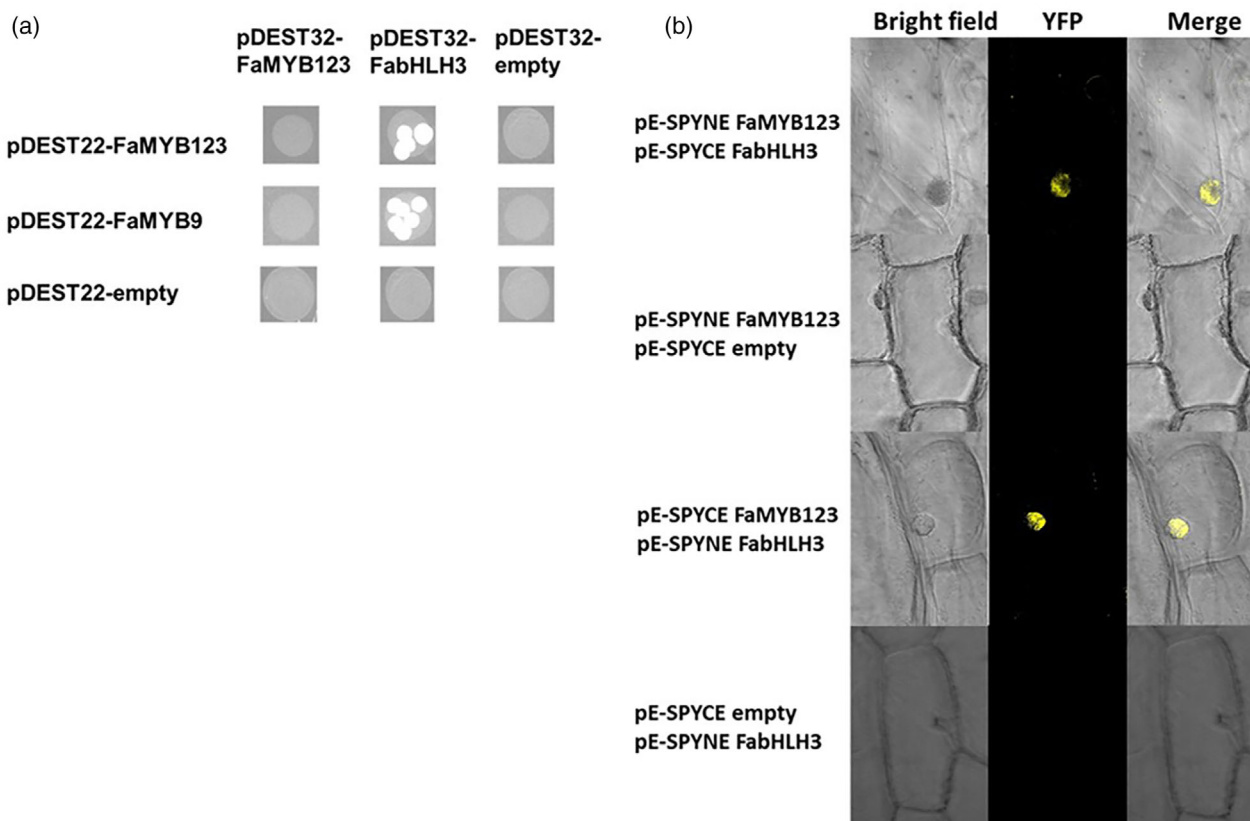 (a)
pDEST32-
FaMYB123
pDEST32-
FabHLH3
pDEST32-
empty
pDEST22-FaMYB123
pDEST22-FaMYB9
pDEST22-empty
(b)
Bright field
YFP
Merge
pE-SPYNE FaMYB123
pE-SPYCE FabHLH3
pE-SPYNE FaMYB123
pE-SPYCE empty
pE-SPYCE FaMYB123
pE-SPYNE FabHLH3
pE-SPYCE empty
pE-SPYNE FabHLH3